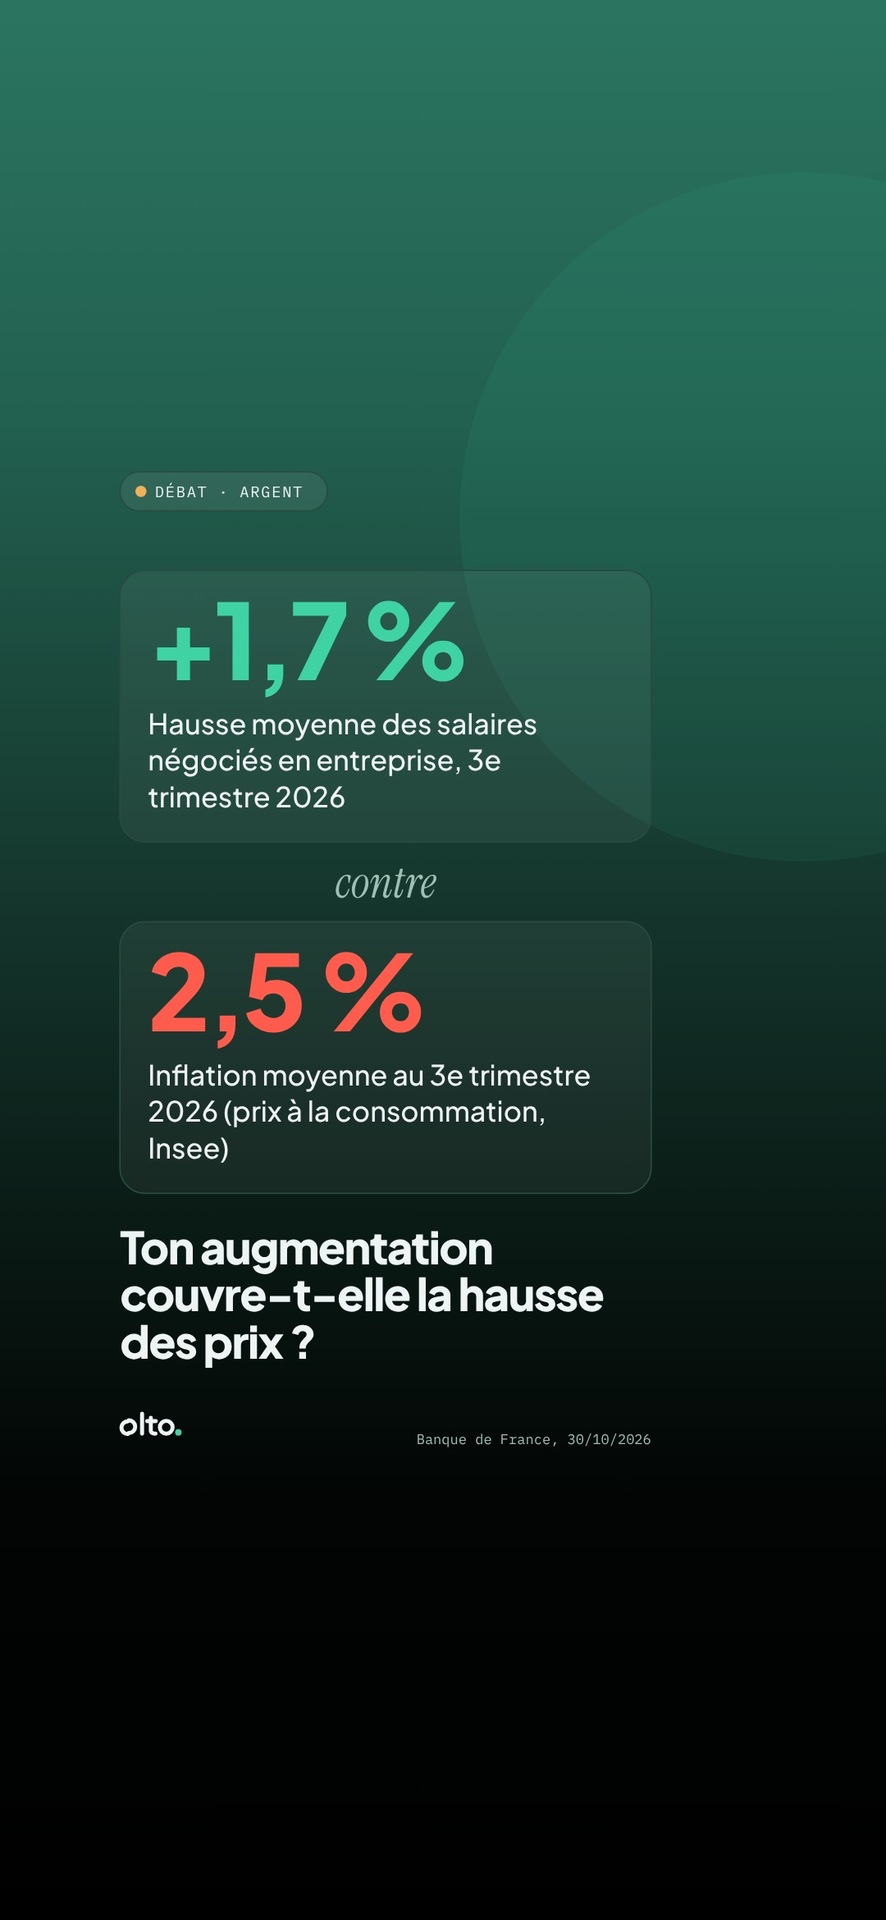 DÉBAT · ARGENT
+1,7 %
Hausse moyenne des salaires
négociés en entreprise, 3e
trimestre 2026
contre
2,5 %
Inflation moyenne au 3e trimestre
2026 (prix à la consommation,
Insee)
Ton augmentation
couvre-t-elle la hausse
des prix ?
olto.
Banque de France, 30/10/2026